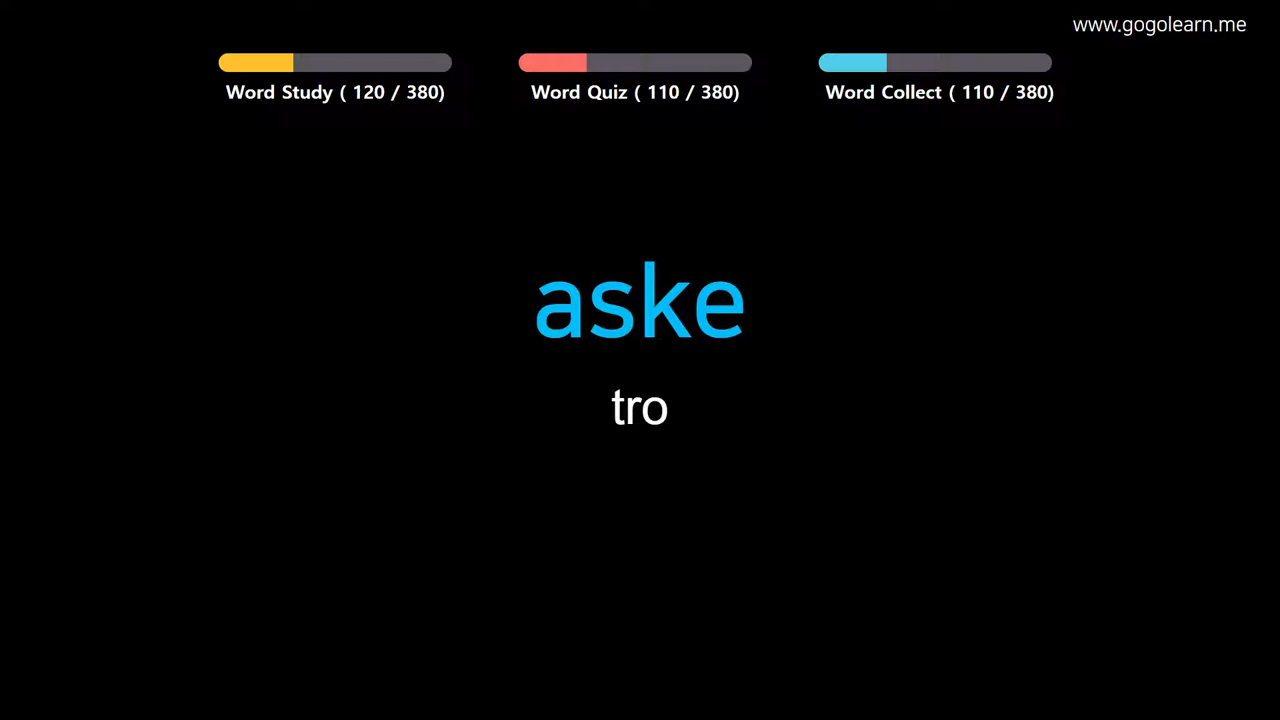 www.gogolearn.me
Word Study ( 120 / 380)
Word Quiz ( 110 / 380)
Word Collect ( 110 / 380)
aske
tro